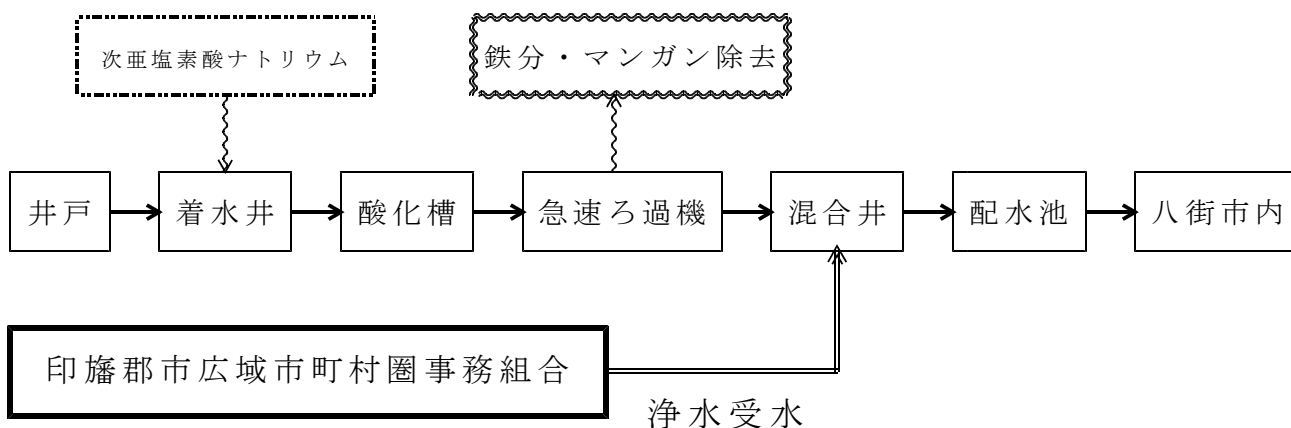 次亜塩素酸ナトリウム
鉄分・マンガン除去
井戸
着水井
酸化槽
急速ろ過機
混合井
配水池
八街市内
印旛郡市広域市町村圏事務組合
浄水受水